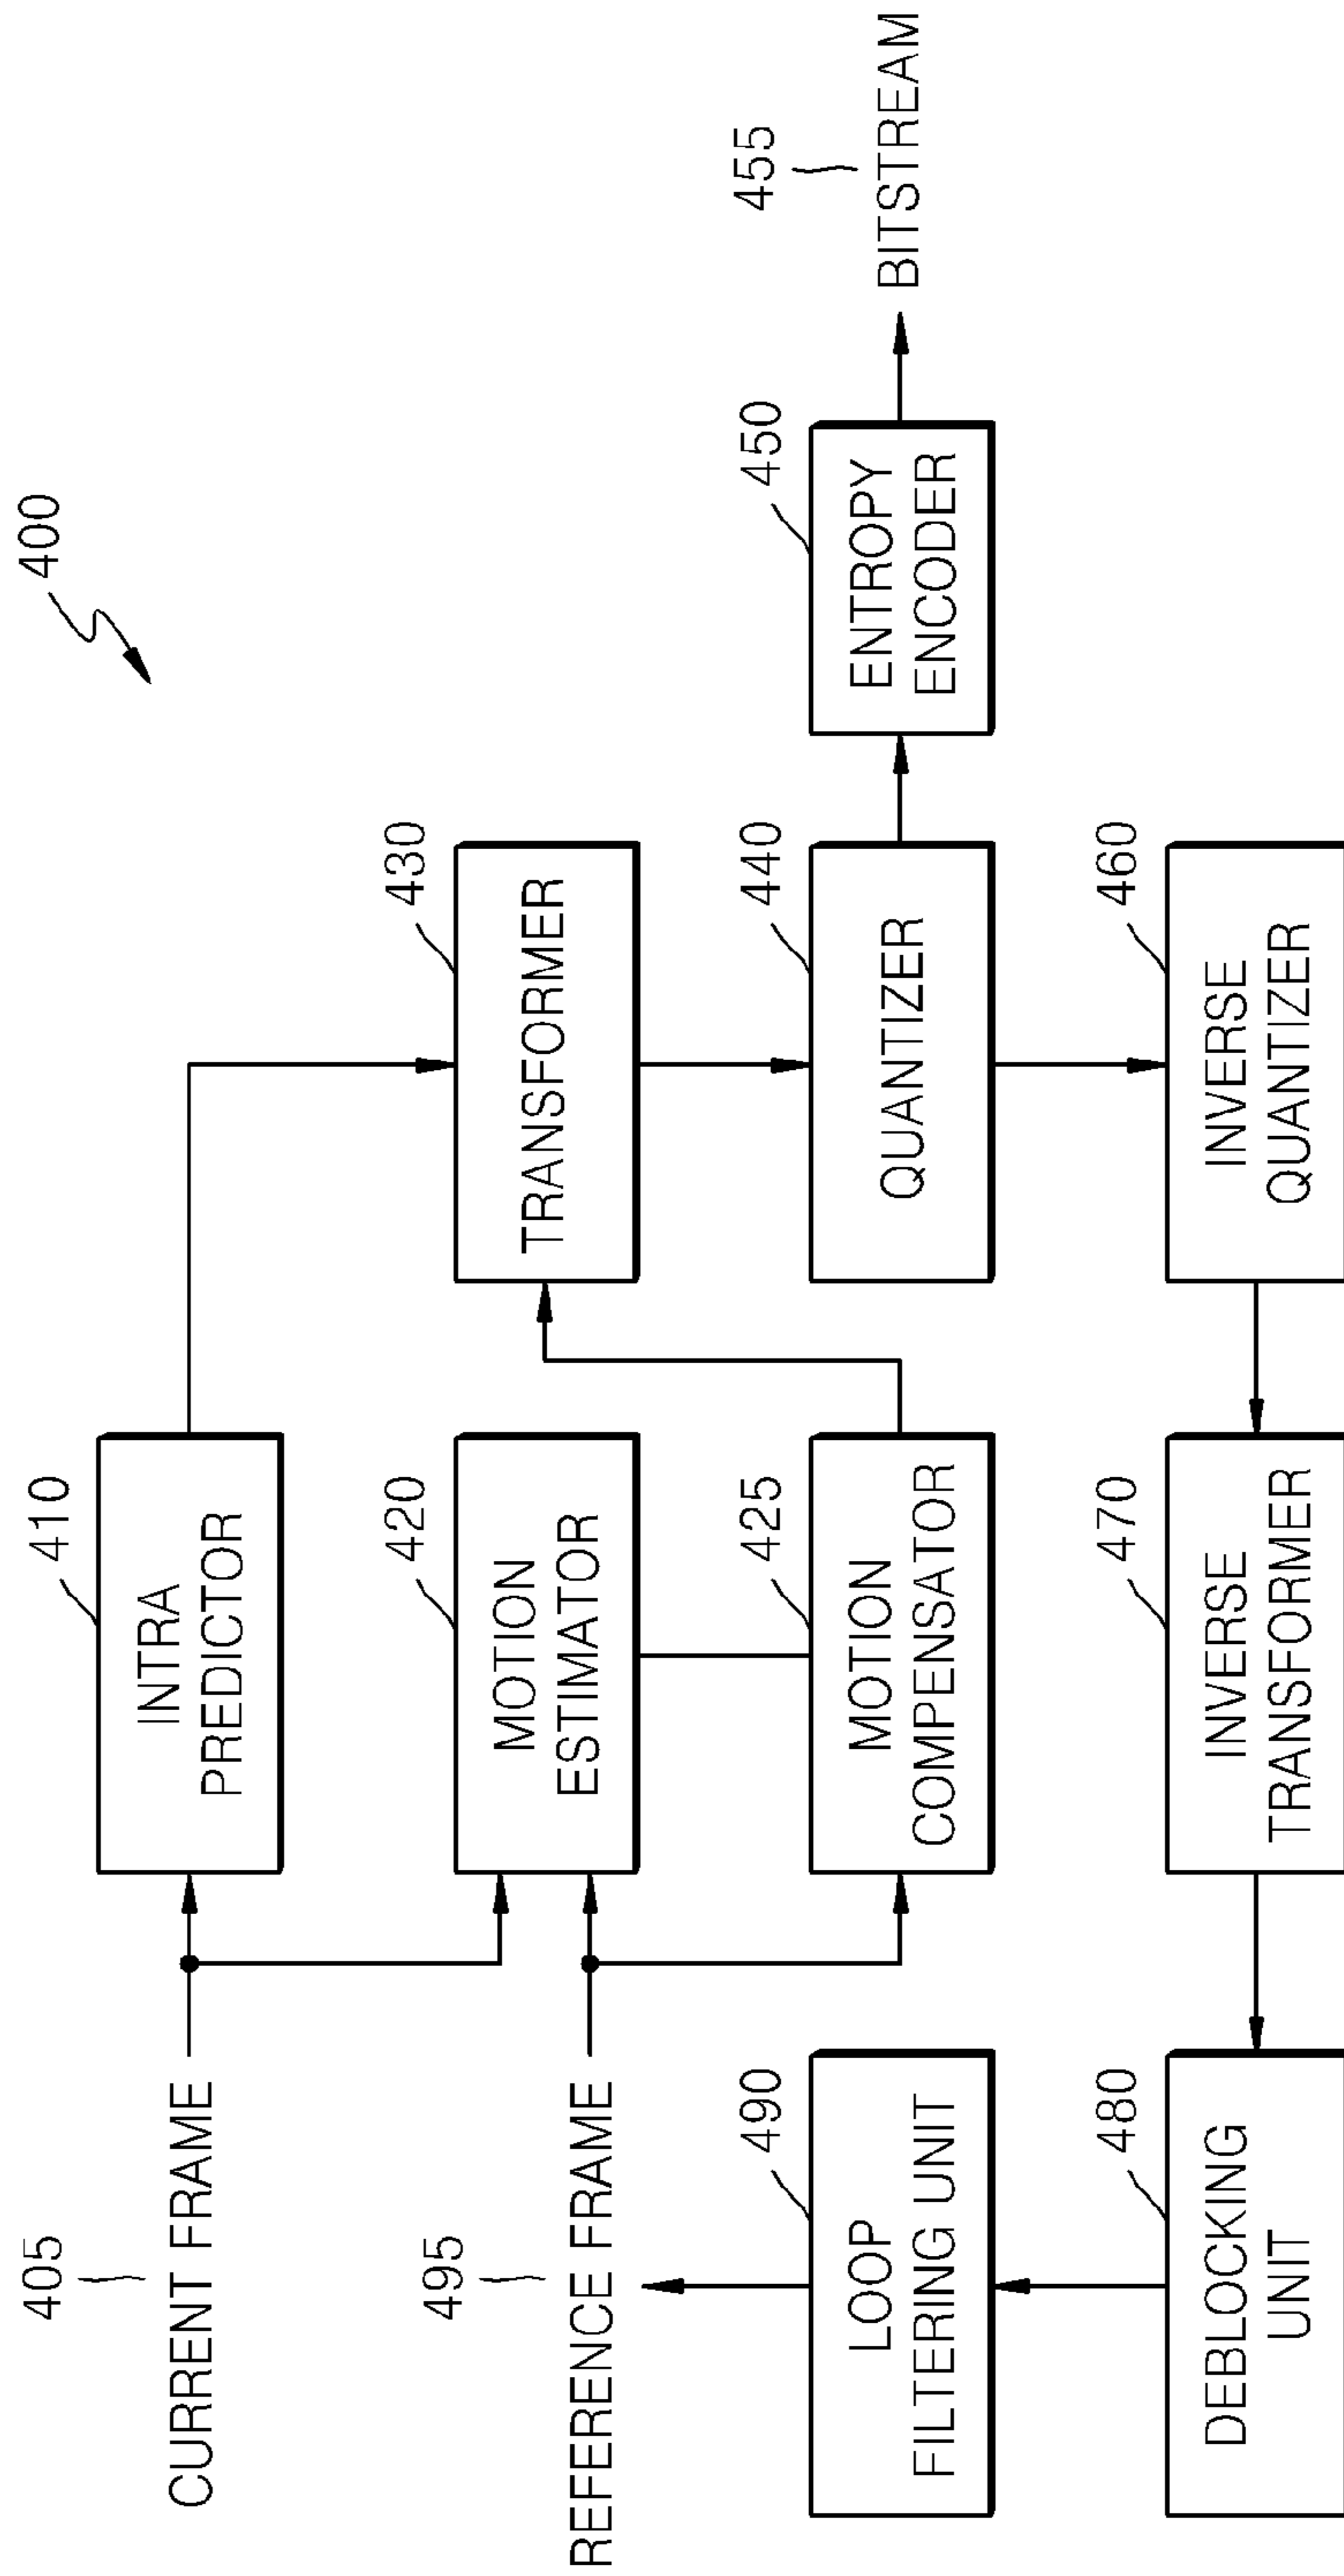 400
405
CURRENT FRAME
410
INTRA
PREDICTOR
495
REFERENCE FRAME
420
MOTION
ESTIMATOR
430
TRANSFORMER
490
LOOP
FILTERING UNIT
425
MOTION
COMPENSATOR
440
QUANTIZER
450
ENTROPY
ENCODER
455
BITSTREAM
480
DEBLOCKING
UNIT
470
INVERSE
TRANSFORMER
460
INVERSE
QUANTIZER